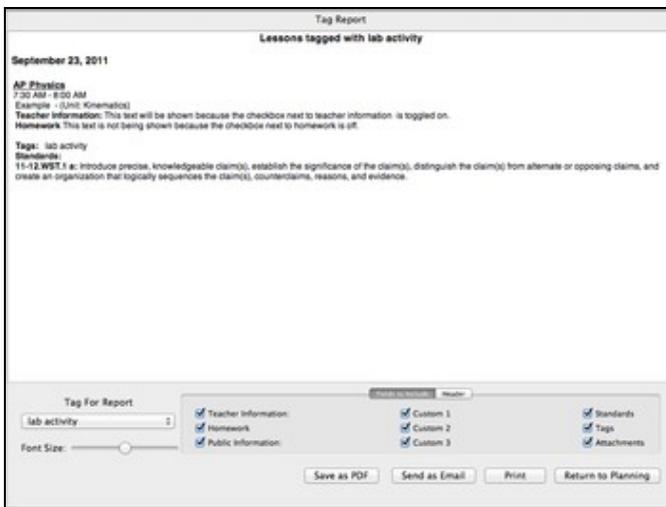 Tag Report
Lessons tagged with lab activity
September 23, 2011
AP Physics
7:30 AM - 8:00 AM
Example - (Unit: Kinematics)
Teacher Information: This text will be shown because the checkbox next to teacher information is toggled on.
Homework This text is not being shown because the checkbox next to homework is off.
Tags: lab activity
Standards:
11-12.WST.1 a: Introduce precise, knowledgeable claim(s), establish the significance of the claim(s), distinguish the claim(s) from alternate or opposing claims, and
create an organization that logically sequences the claim(s), counterclaims, reasons, and evidence.
Fields to Include Header
Tag For Report
lab activity
Font Size:
Teacher Information: Custom 1 Standards
Homework Custom 2 Tags
Public Information: Custom 3 Attachments
Save as PDF Send as Email Print Return to Planning